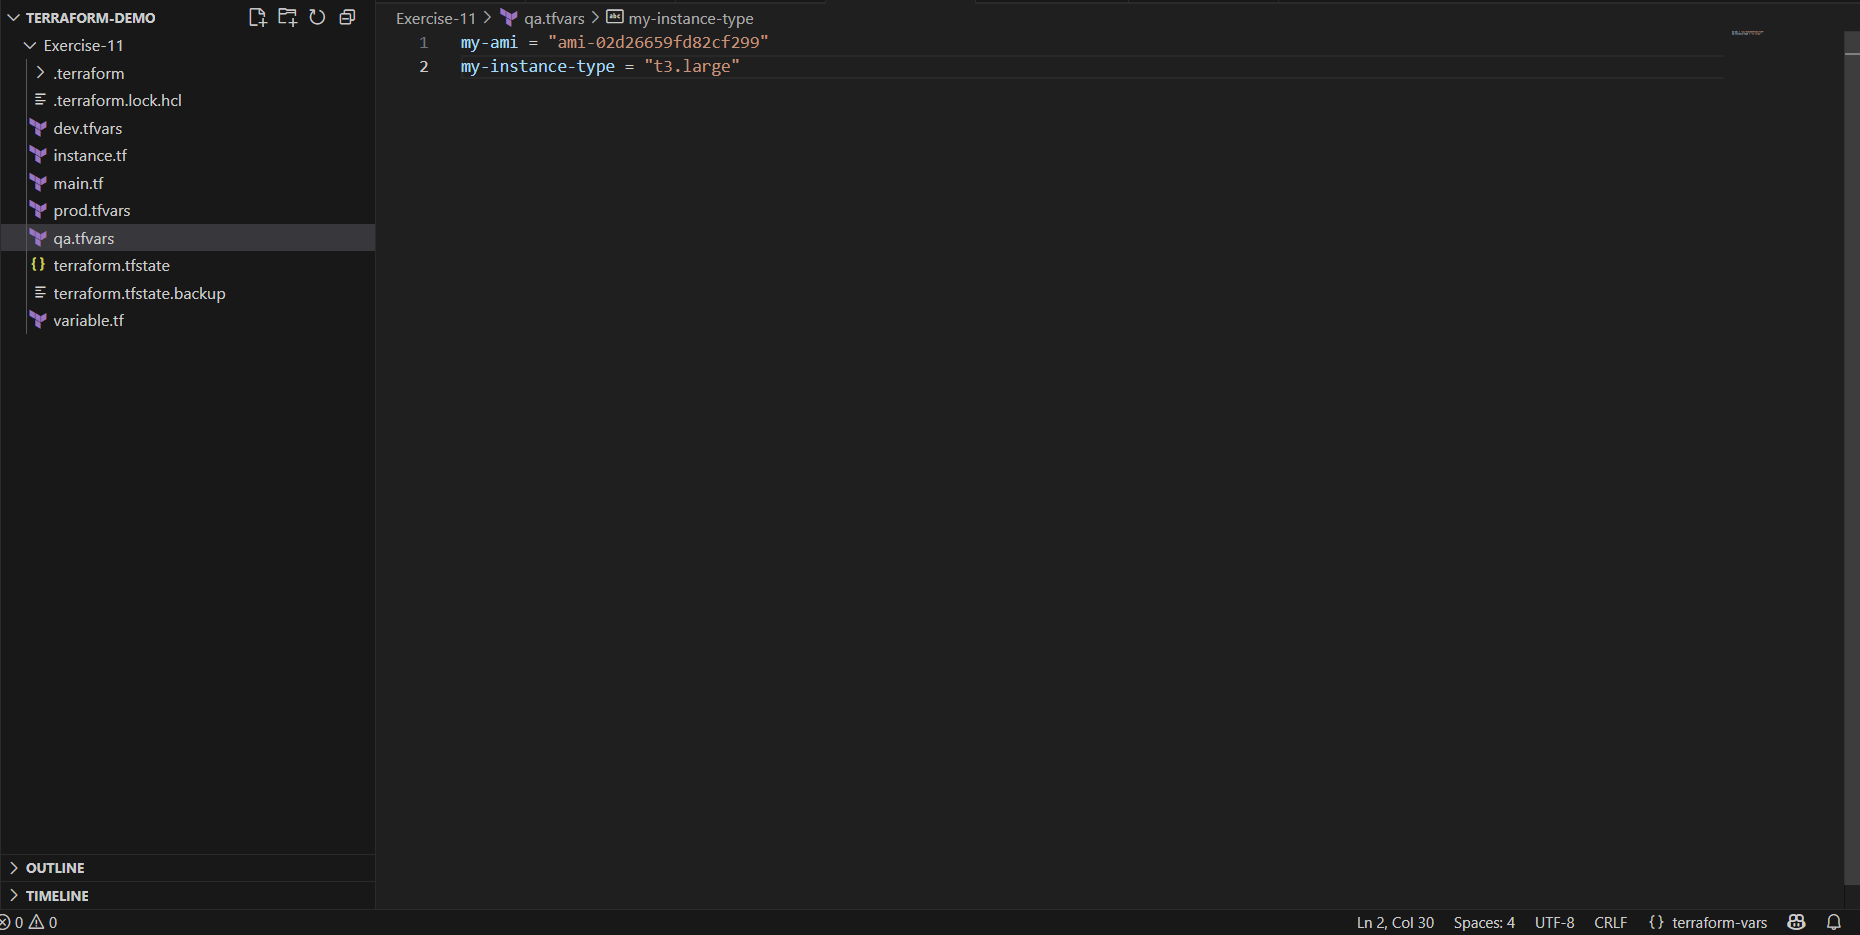 TERRAFORM-DEMO
Exercise-11
.terraform
.terraform.lock.hcl
dev.tfvars
instance.tf
main.tf
prod.tfvars
qa.tfvars
terraform.tfstate
terraform.tfstate.backup
variable.tf
OUTLINE
TIMELINE
Exercise-11 > qa.tfvars > abc my-instance-type
1 my-ami = "ami-02d26659fd82cf299"
2 my-instance-type = "t3.large"
0 0
Ln 2, Col 30 Spaces: 4 UTF-8 CRLF {} terraform-vars